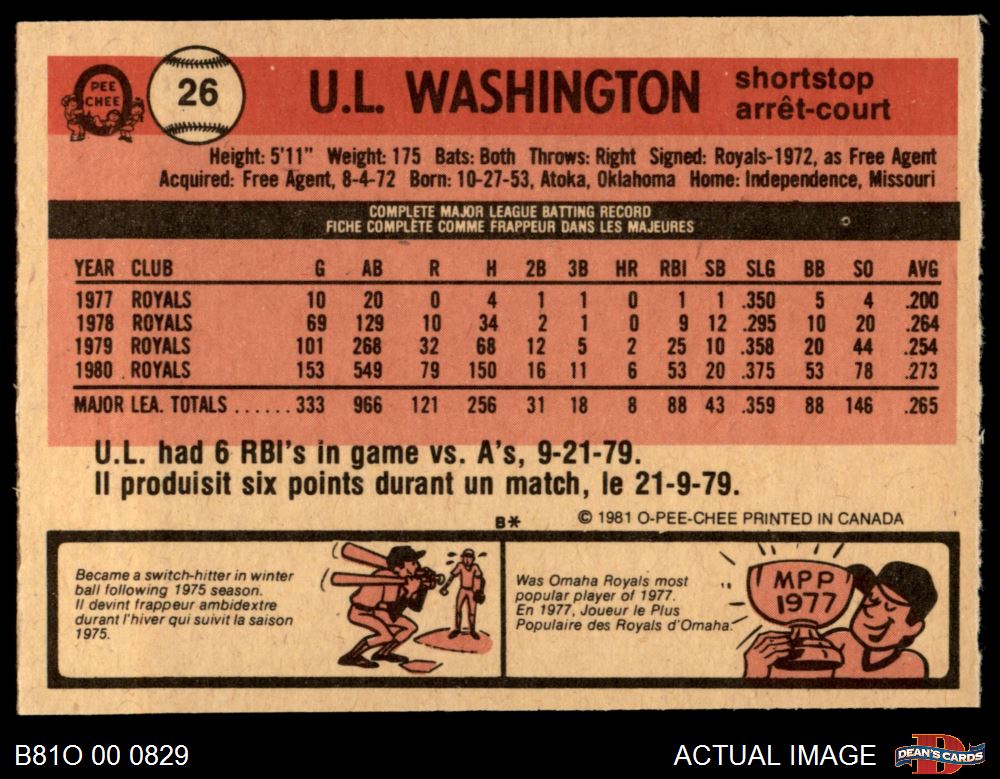 PEE
CHEE
26
U.L. WASHINGTON
shortstop
arrêt-court
Height: 5'11" Weight: 175 Bats: Both Throws: Right Signed: Royals-1972, as Free Agent
Acquired: Free Agent, 8-4-72 Born: 10-27-53, Atoka, Oklahoma Home: Independence, Missouri
COMPLETE MAJOR LEAGUE BATTING RECORD
FICHE COMPLÈTE COMME FRAPPEUR DANS LES MAJEURES
YEAR CLUB G AB R H 2B 3B HR RBI SB SLG BB SO AVG
1977 ROYALS 10 20 0 4 1 1 0 1 1 .350 5 4 .200
1978 ROYALS 69 129 10 34 2 1 0 9 12 .295 10 20 .264
1979 ROYALS 101 268 32 68 12 5 2 25 10 .358 20 44 .254
1980 ROYALS 153 549 79 150 16 11 6 53 20 .375 53 78 .273
MAJOR LEA. TOTALS ......333 966 121 256 31 18 8 88 43 .359 88 146 .265
U.L. had 6 RBI's in game vs. A's, 9-21-79.
Il produisit six points durant un match, le 21-9-79.
B* © 1981 O-PEE-CHEE PRINTED IN CANADA
Became a switch-hitter in winter
ball following 1975 season.
Il devint frappeur ambidextre
durant l'hiver qui suivit la saison
1975.
Was Omaha Royals most
popular player of 1977.
En 1977, Joueur le Plus
Populaire des Royals d'Omaha.
MPP
1977
B81O 00 0829
ACTUAL IMAGE
DEAN'S CARDS